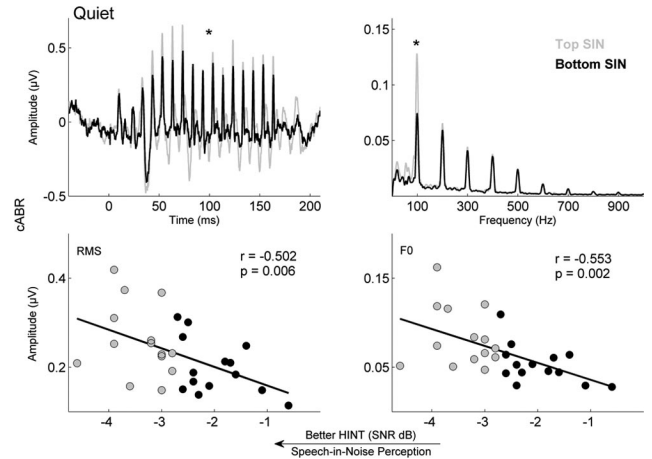 Quiet
*
0.6
0.3
0
-0.5
Amplitude (µV)
0 50 100 150 200
Time (ms)
*
Top SIN
Bottom SIN
0.15
0.1
0.05
100 300 500 700 900
Frequency (Hz)
cABR
RMS
r = -0.502
p = 0.006
0.4
0.2
Amplitude (µV)
-4 -3 -2 -1
F0
r = -0.553
p = 0.002
0.15
0.1
0.05
-4 -3 -2 -1
Better HINT (SNR dB)
Speech-in-Noise Perception